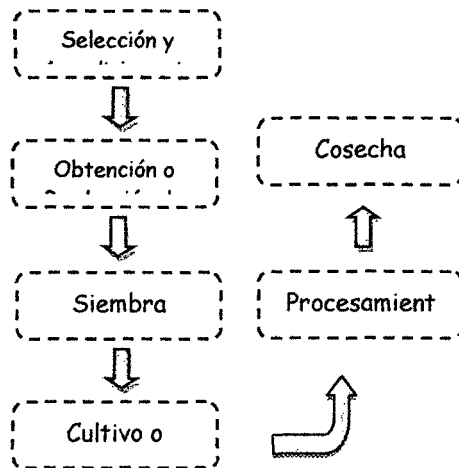 Selección y
Obtención o
Siembra
Cultivo o
Procesamient
Cosecha